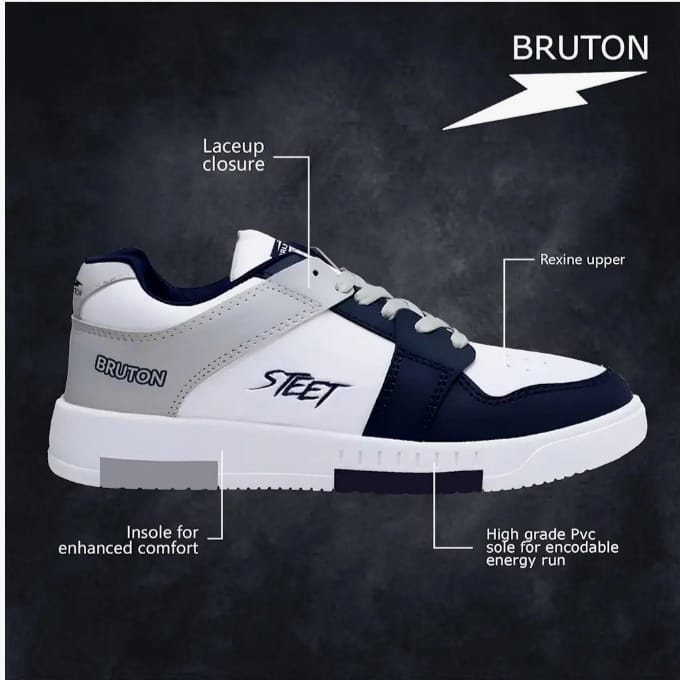 BRUTON
Laceup
closure
Rexine upper
BRUTON
STEET
Insole for
enhanced comfort
High grade Pvc
sole for encodable
energy run